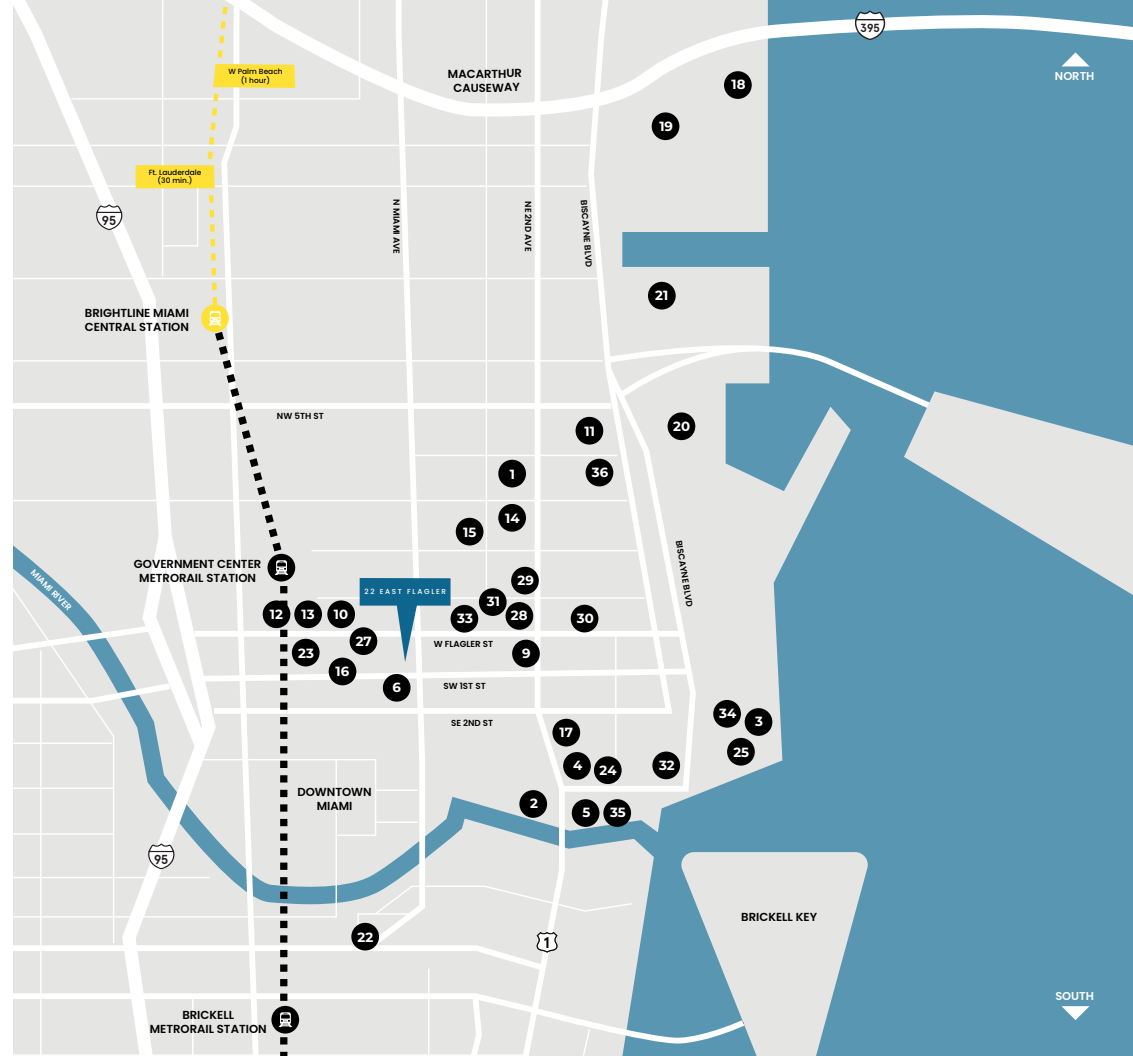 395
W Palm Beach
(1 hour)
MACARTHUR
CAUSEWAY
NORTH
18
19
Ft. Lauderdale
(30 min.)
95
N MIAMI AVE
NE 2ND AVE
BISCAYNE BLVD
21
BRIGHTLINE MIAMI
CENTRAL STATION
NW 5TH ST
11
20
1
36
14
15
GOVERNMENT CENTER
METRORAIL STATION
BISCAYNE BLVD
MIAMI RIVER
22 EAST FLAGLER
29
31
12
13
10
33
28
30
27
W FLAGLER ST
23
9
16
6
SW 1ST ST
34
3
SE 2ND ST
17
25
4
24
32
DOWNTOWN
MIAMI
2
5
35
95
BRICKELL KEY
22
1
SOUTH
BRICKELL
METRORAIL STATION